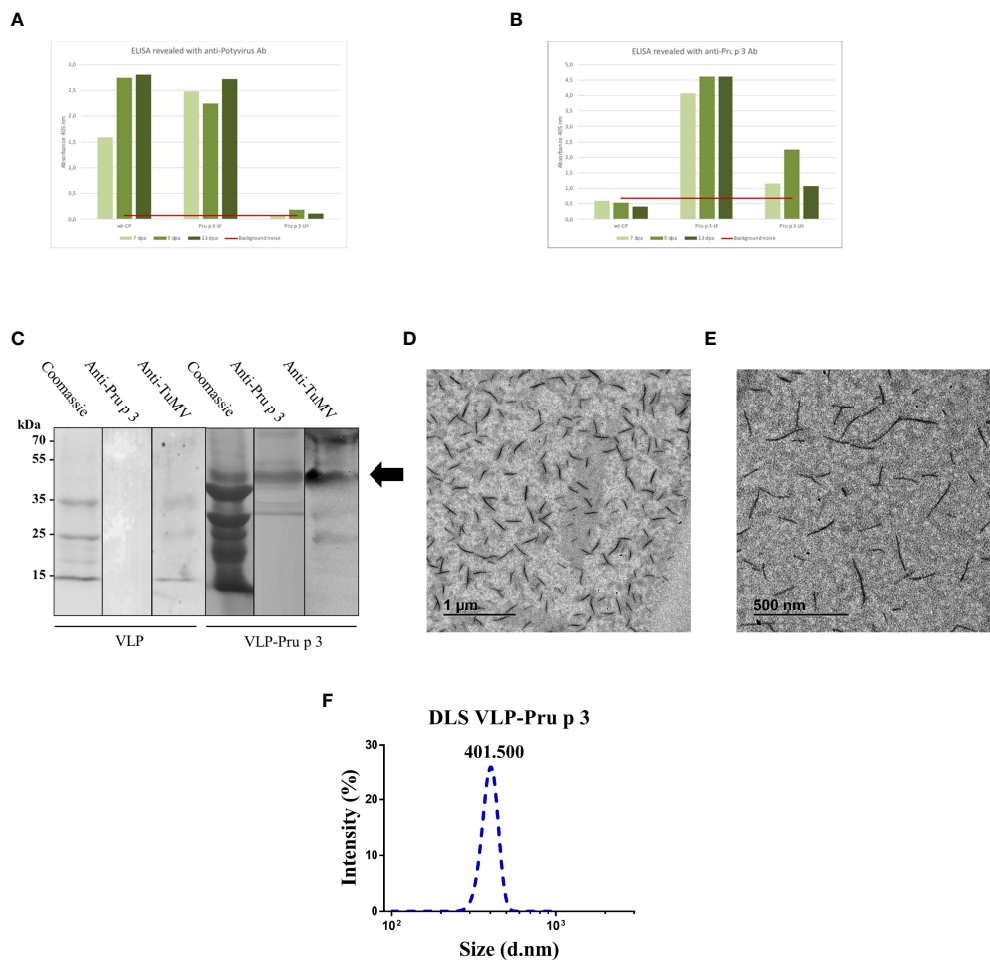 A
ELISA revealed with anti-Potyvirus Ab
Absorbance 405 nm
3,0
2,5
2,0
1,5
1,0
0,5
0,0
wt-CP
Pru p 3-LF
Pru p 3-LH
7 dpa
9 dpa
13 dpa
Background noise
B
ELISA revealed with anti-Pru p 3 Ab
Absorbance 405 nm
5,0
4,5
4,0
3,5
3,0
2,5
2,0
1,5
1,0
0,5
0,0
wt-CP
Pru p 3-LF
Pru p 3-LH
7 dpa
9 dpa
13 dpa
Background noise
C
Coomassie
Anti-Pru p 3
Anti-TuMV
Coomassie
Anti-Pru p 3
Anti-TuMV
kDa
70
55
35
25
15
VLP
VLP-Pru p 3
D
1 µm
E
500 nm
F
DLS VLP-Pru p 3
401.500
Intensity (%)
30
20
10
0
10²
10³
Size (d.nm)